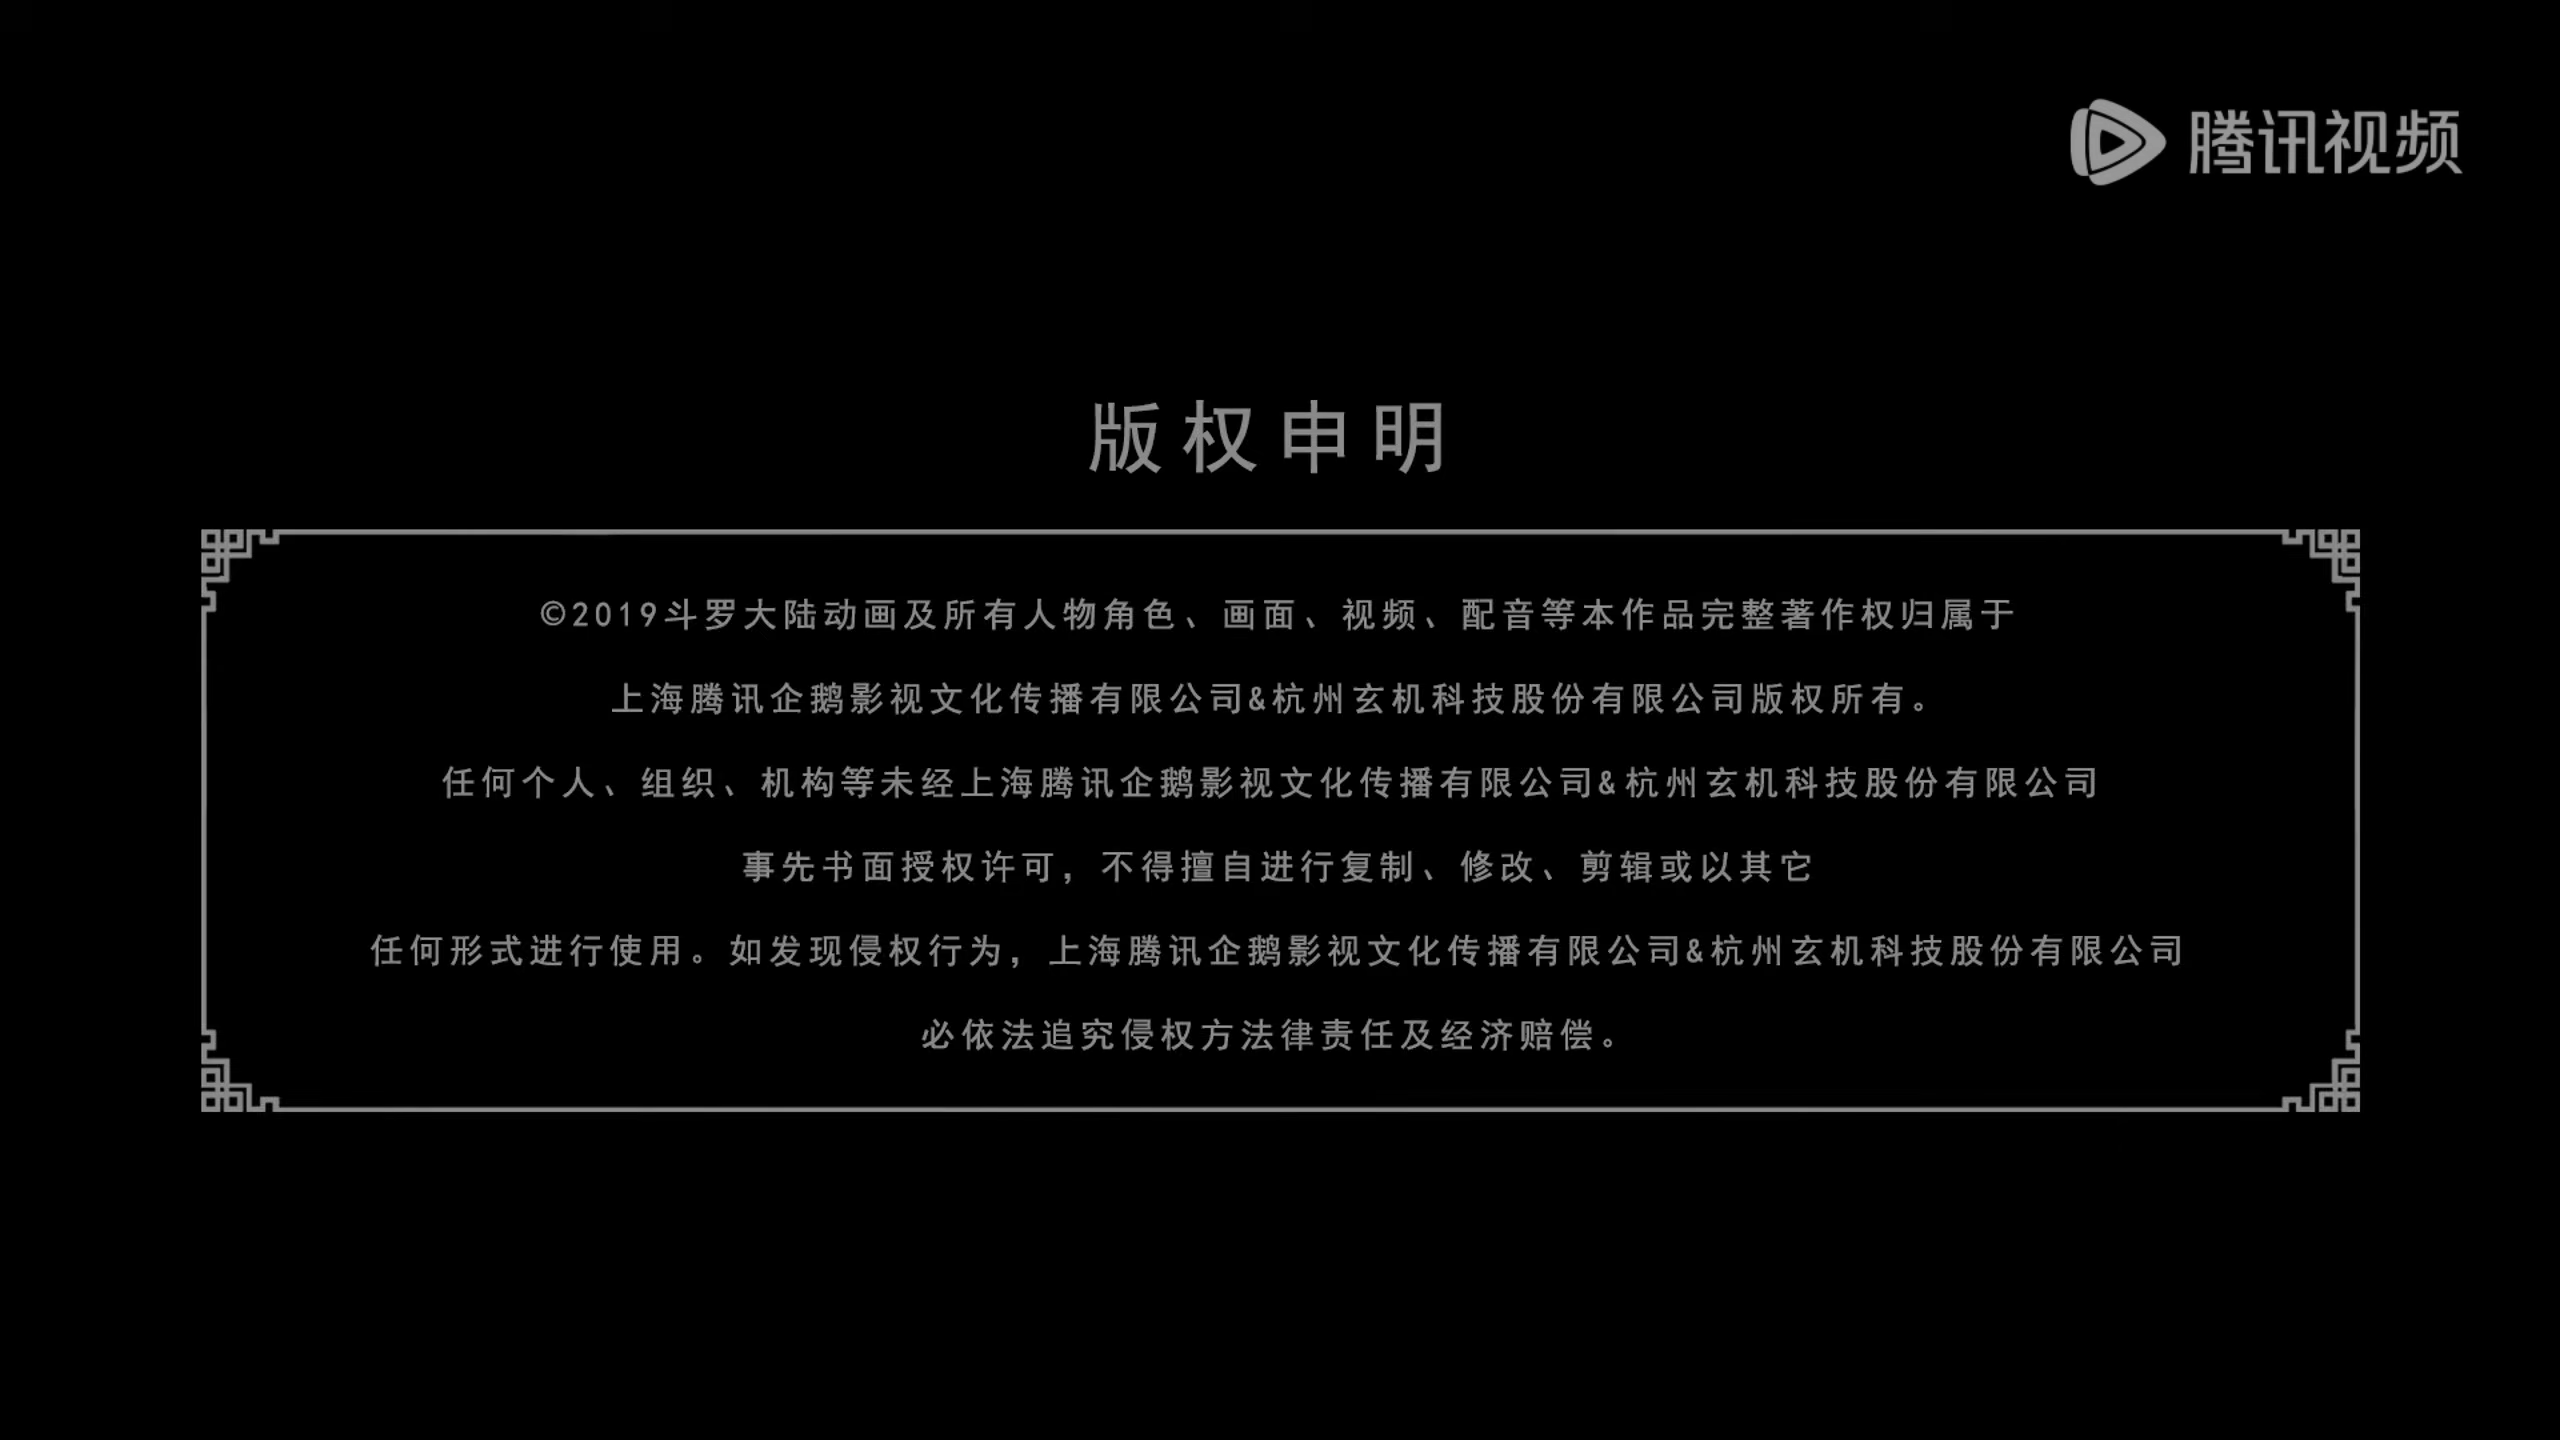 腾讯视频
版权申明
©2019斗罗大陆动画及所有人物角色、画面、视频、配音等本作品完整著作权归属于
上海腾讯企鹅影视文化传播有限公司&杭州玄机科技股份有限公司版权所有。
任何个人、组织、机构等未经上海腾讯企鹅影视文化传播有限公司&杭州玄机科技股份有限公司
事先书面授权许可，不得擅自进行复制、修改、剪辑或以其它
任何形式进行使用。如发现侵权行为，上海腾讯企鹅影视文化传播有限公司&杭州玄机科技股份有限公司
必依法追究侵权方法律责任及经济赔偿。